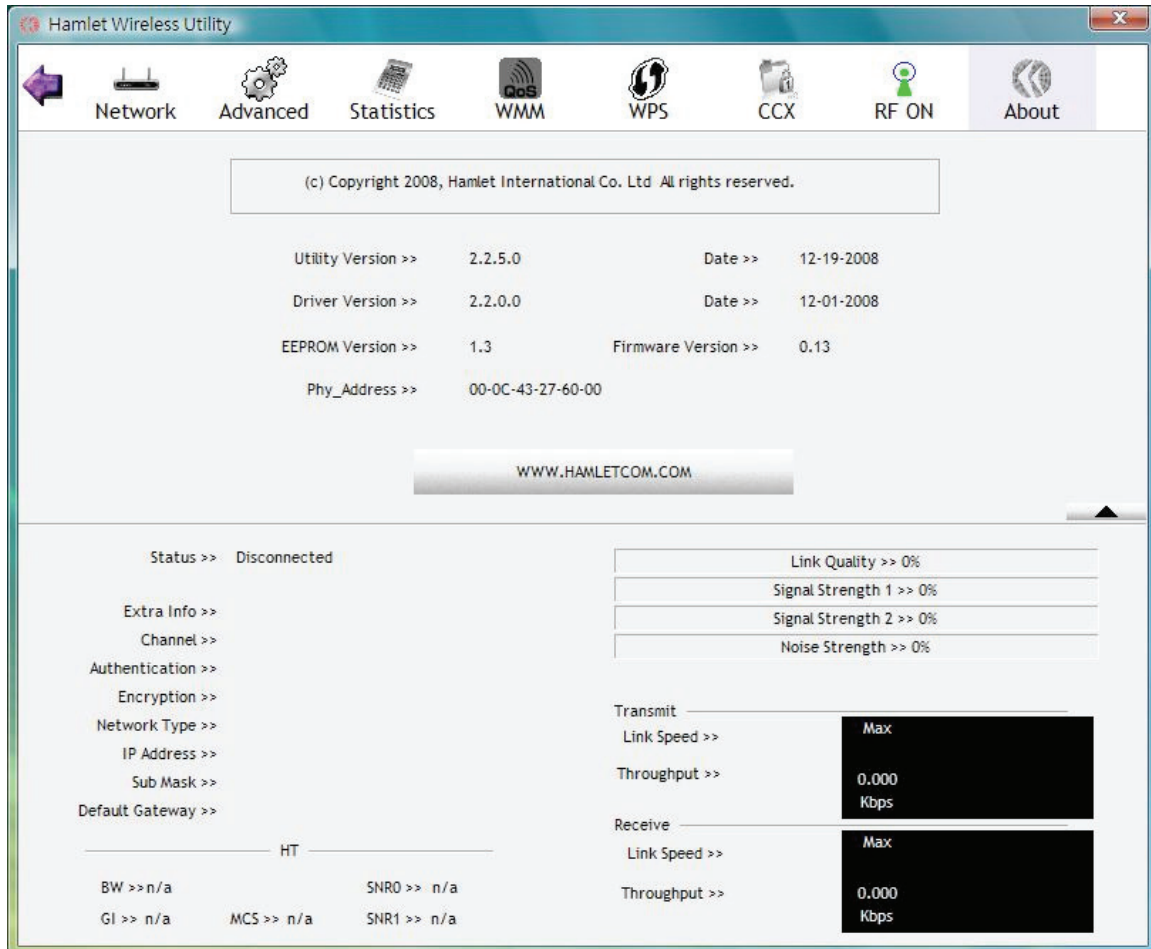 Hamlet Wireless Utility
Network Advanced Statistics QoS WMM WPS CCX RF ON About
(c) Copyright 2008, Hamlet International Co. Ltd All rights reserved.
Utility Version >> 2.2.5.0 Date >> 12-19-2008
Driver Version >> 2.2.0.0 Date >> 12-01-2008
EEPROM Version >> 1.3 Firmware Version >> 0.13
Phy_Address >> 00-0C-43-27-60-00
WWW.HAMLETCOM.COM
Status >> Disconnected
Extra Info >>
Channel >>
Authentication >>
Encryption >>
Network Type >>
IP Address >>
Sub Mask >>
Default Gateway >>
HT
BW >> n/a SNR0 >> n/a
GI >> n/a MCS >> n/a SNR1 >> n/a
Link Quality >> 0%
Signal Strength 1 >> 0%
Signal Strength 2 >> 0%
Noise Strength >> 0%
Transmit
Link Speed >> Max
Throughput >> 0.000
Kbps
Receive
Link Speed >> Max
Throughput >> 0.000
Kbps